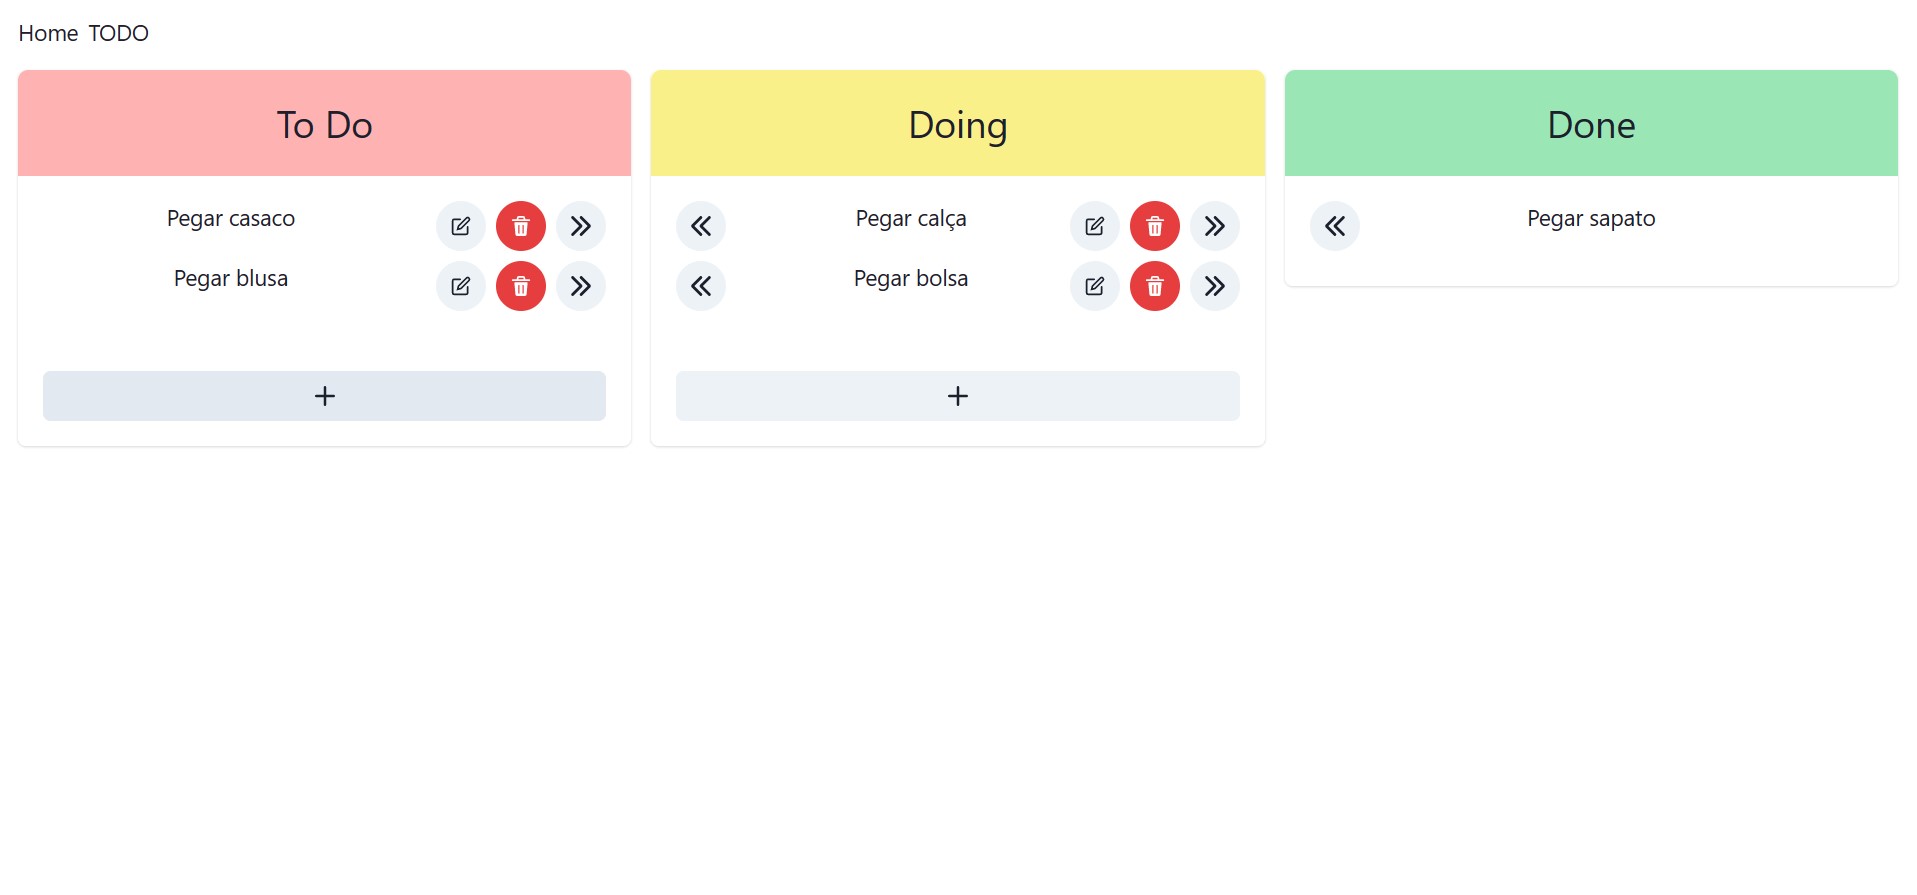 Home TODO
To Do
Pegar casaco
Pegar blusa
Doing
Pegar calça
Pegar bolsa
Done
Pegar sapato